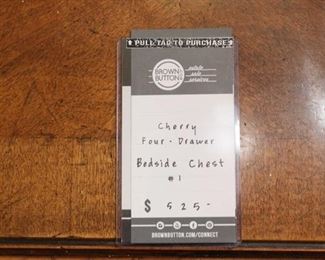 PULL TAG TO PURCHASE
BROWN
BUTTON
estate
sale
services
Cherry
Four - Drawer
Bedside Chest
#1
$ 525-
BROWNBUTTON.COM/CONNECT